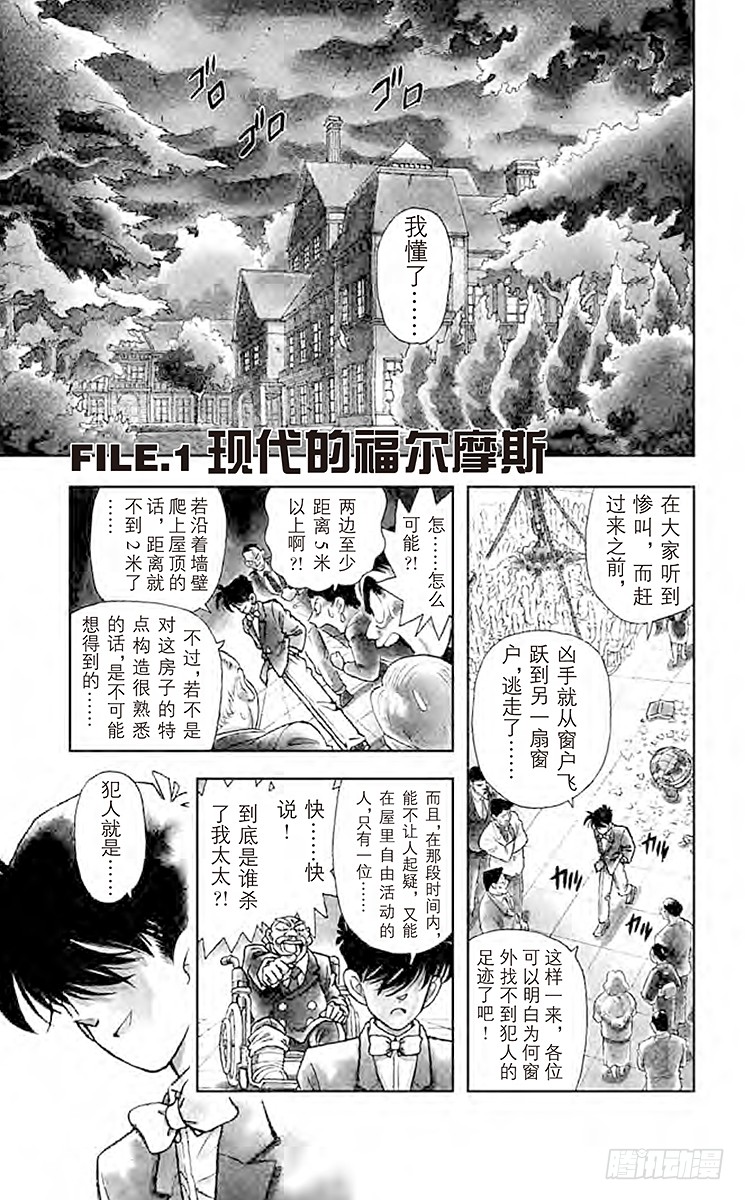 ゴロ
ゴロ
ゴロ
我懂了……
FILE.1 现代的福尔摩斯
在大家听到
惨叫，而赶
过来之前，
凶手就从窗户飞
跃到另一扇窗
户，逃走了……
カッ
カッ
这样一来，各位
可以明白为何窗
外找不到犯人的
足迹了吧！
怎……怎么
可能?!
两边至少
距离5米
以上啊?!
若沿着墙壁
爬上屋顶的
话，距离就
不到2米了
……
不过，若不是
对这房子的特
点构造很熟悉
的话，是不可能
想得到的……
而且，在那段时间内，
能不让人起疑，又能
在屋里自由活动的
人，只有一位……
快……快
说！
到底是谁杀
了我太太?!
犯人就是……
腾讯动漫